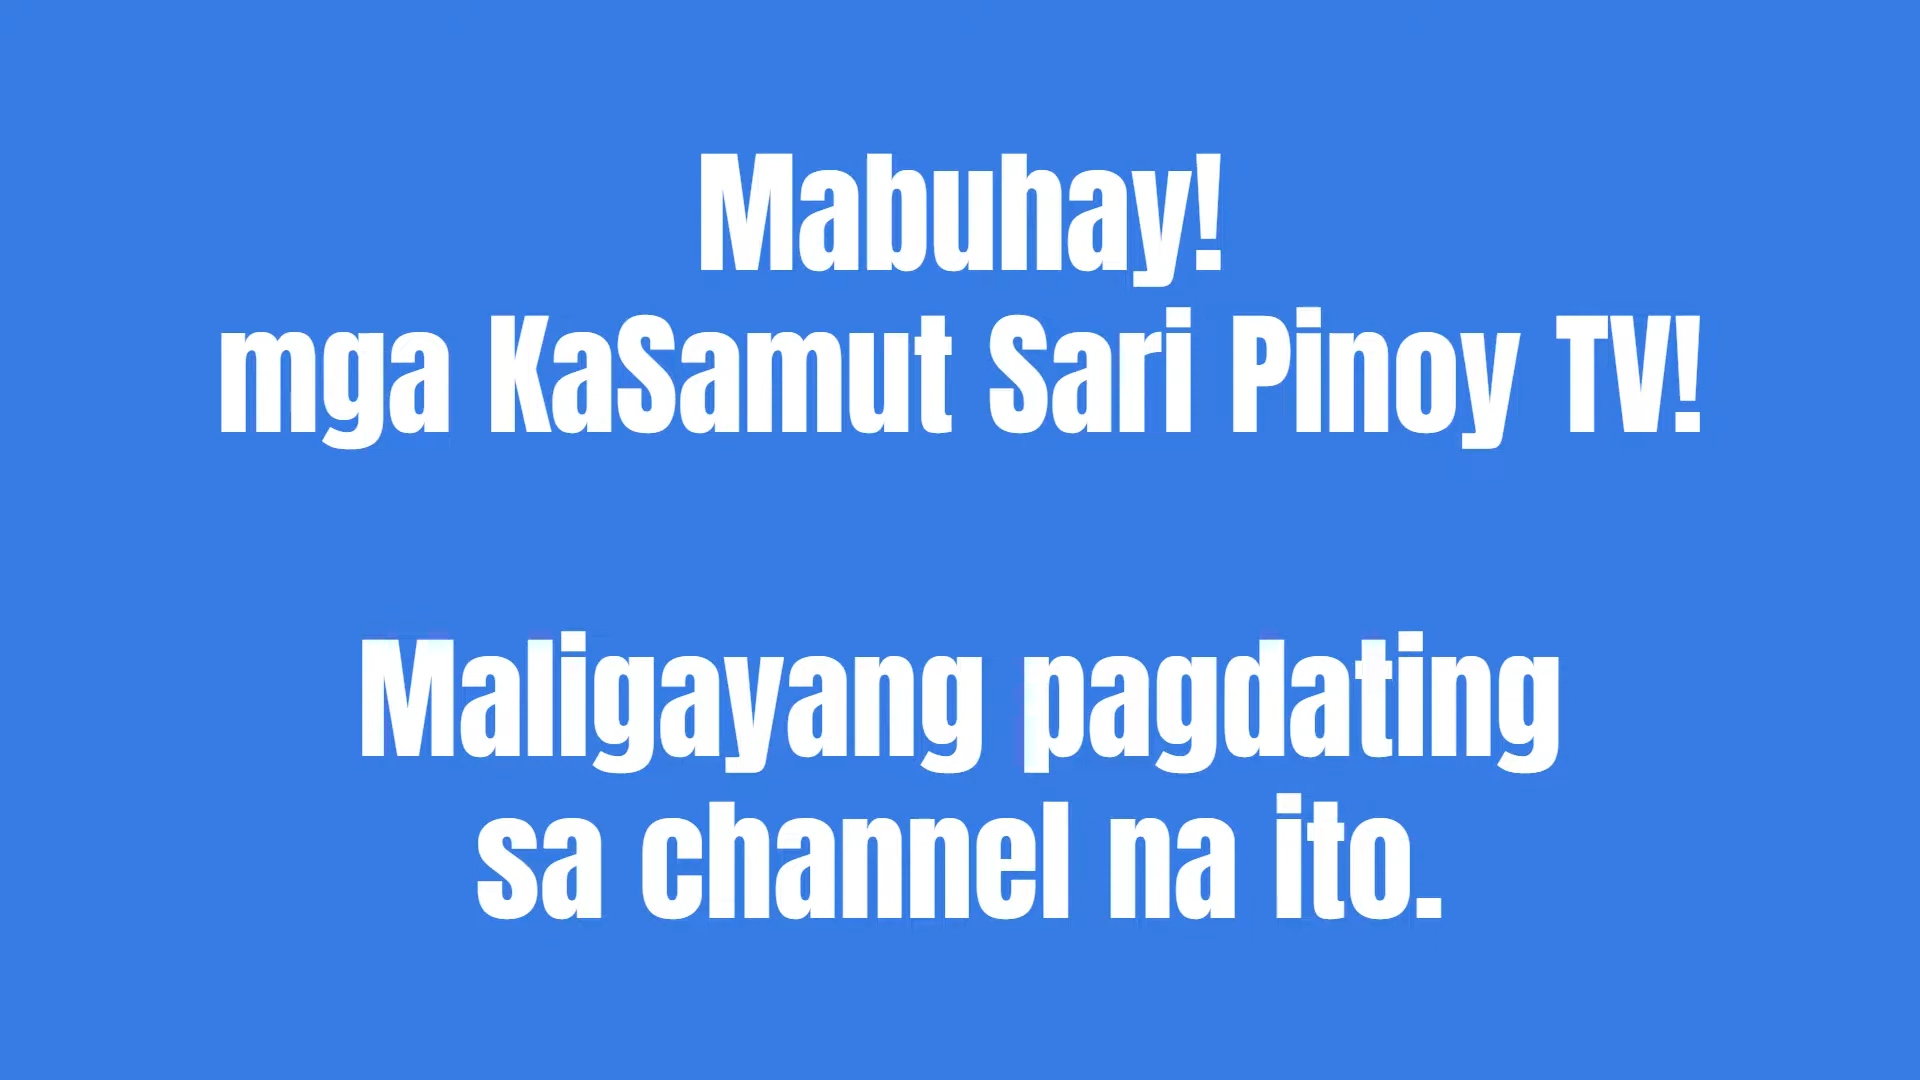 Mabuhay!
mga KaSamut Sari Pinoy TV!
Maligayang pagdating
sa channel na ito.